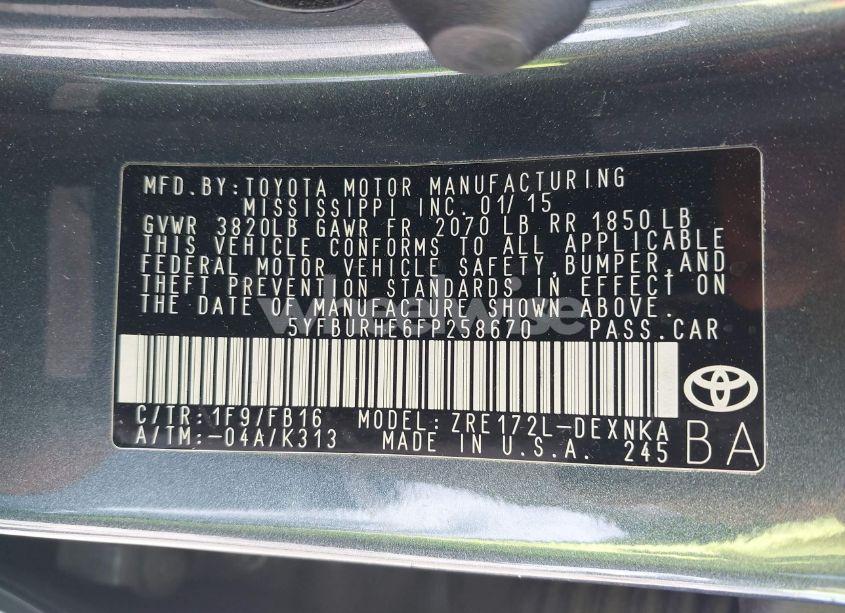 MFD.BY:TOYOTA MOTOR MANUFACTURING
MISSISSIPPI INC. 01/15
GVWR 3820LB GAWR FR 2070 LB RR 1850LB
THIS VEHICLE CONFORMS TO ALL APPLICABLE
FEDERAL MOTOR VEHICLE SAFETY,BUMPER,AND
THEFT PREVENTION STANDARDS IN EFFECT ON
THE DATE OF MANUFACTURE SHOWN ABOVE.
wheelwise
5YFBURHE6FP258670 PASS.CAR
C/TR:1F9/FB16 MODEL:ZRE172L-DEXNKA
A/TM:-04A/K313 MADE IN U.S.A. 245
BA